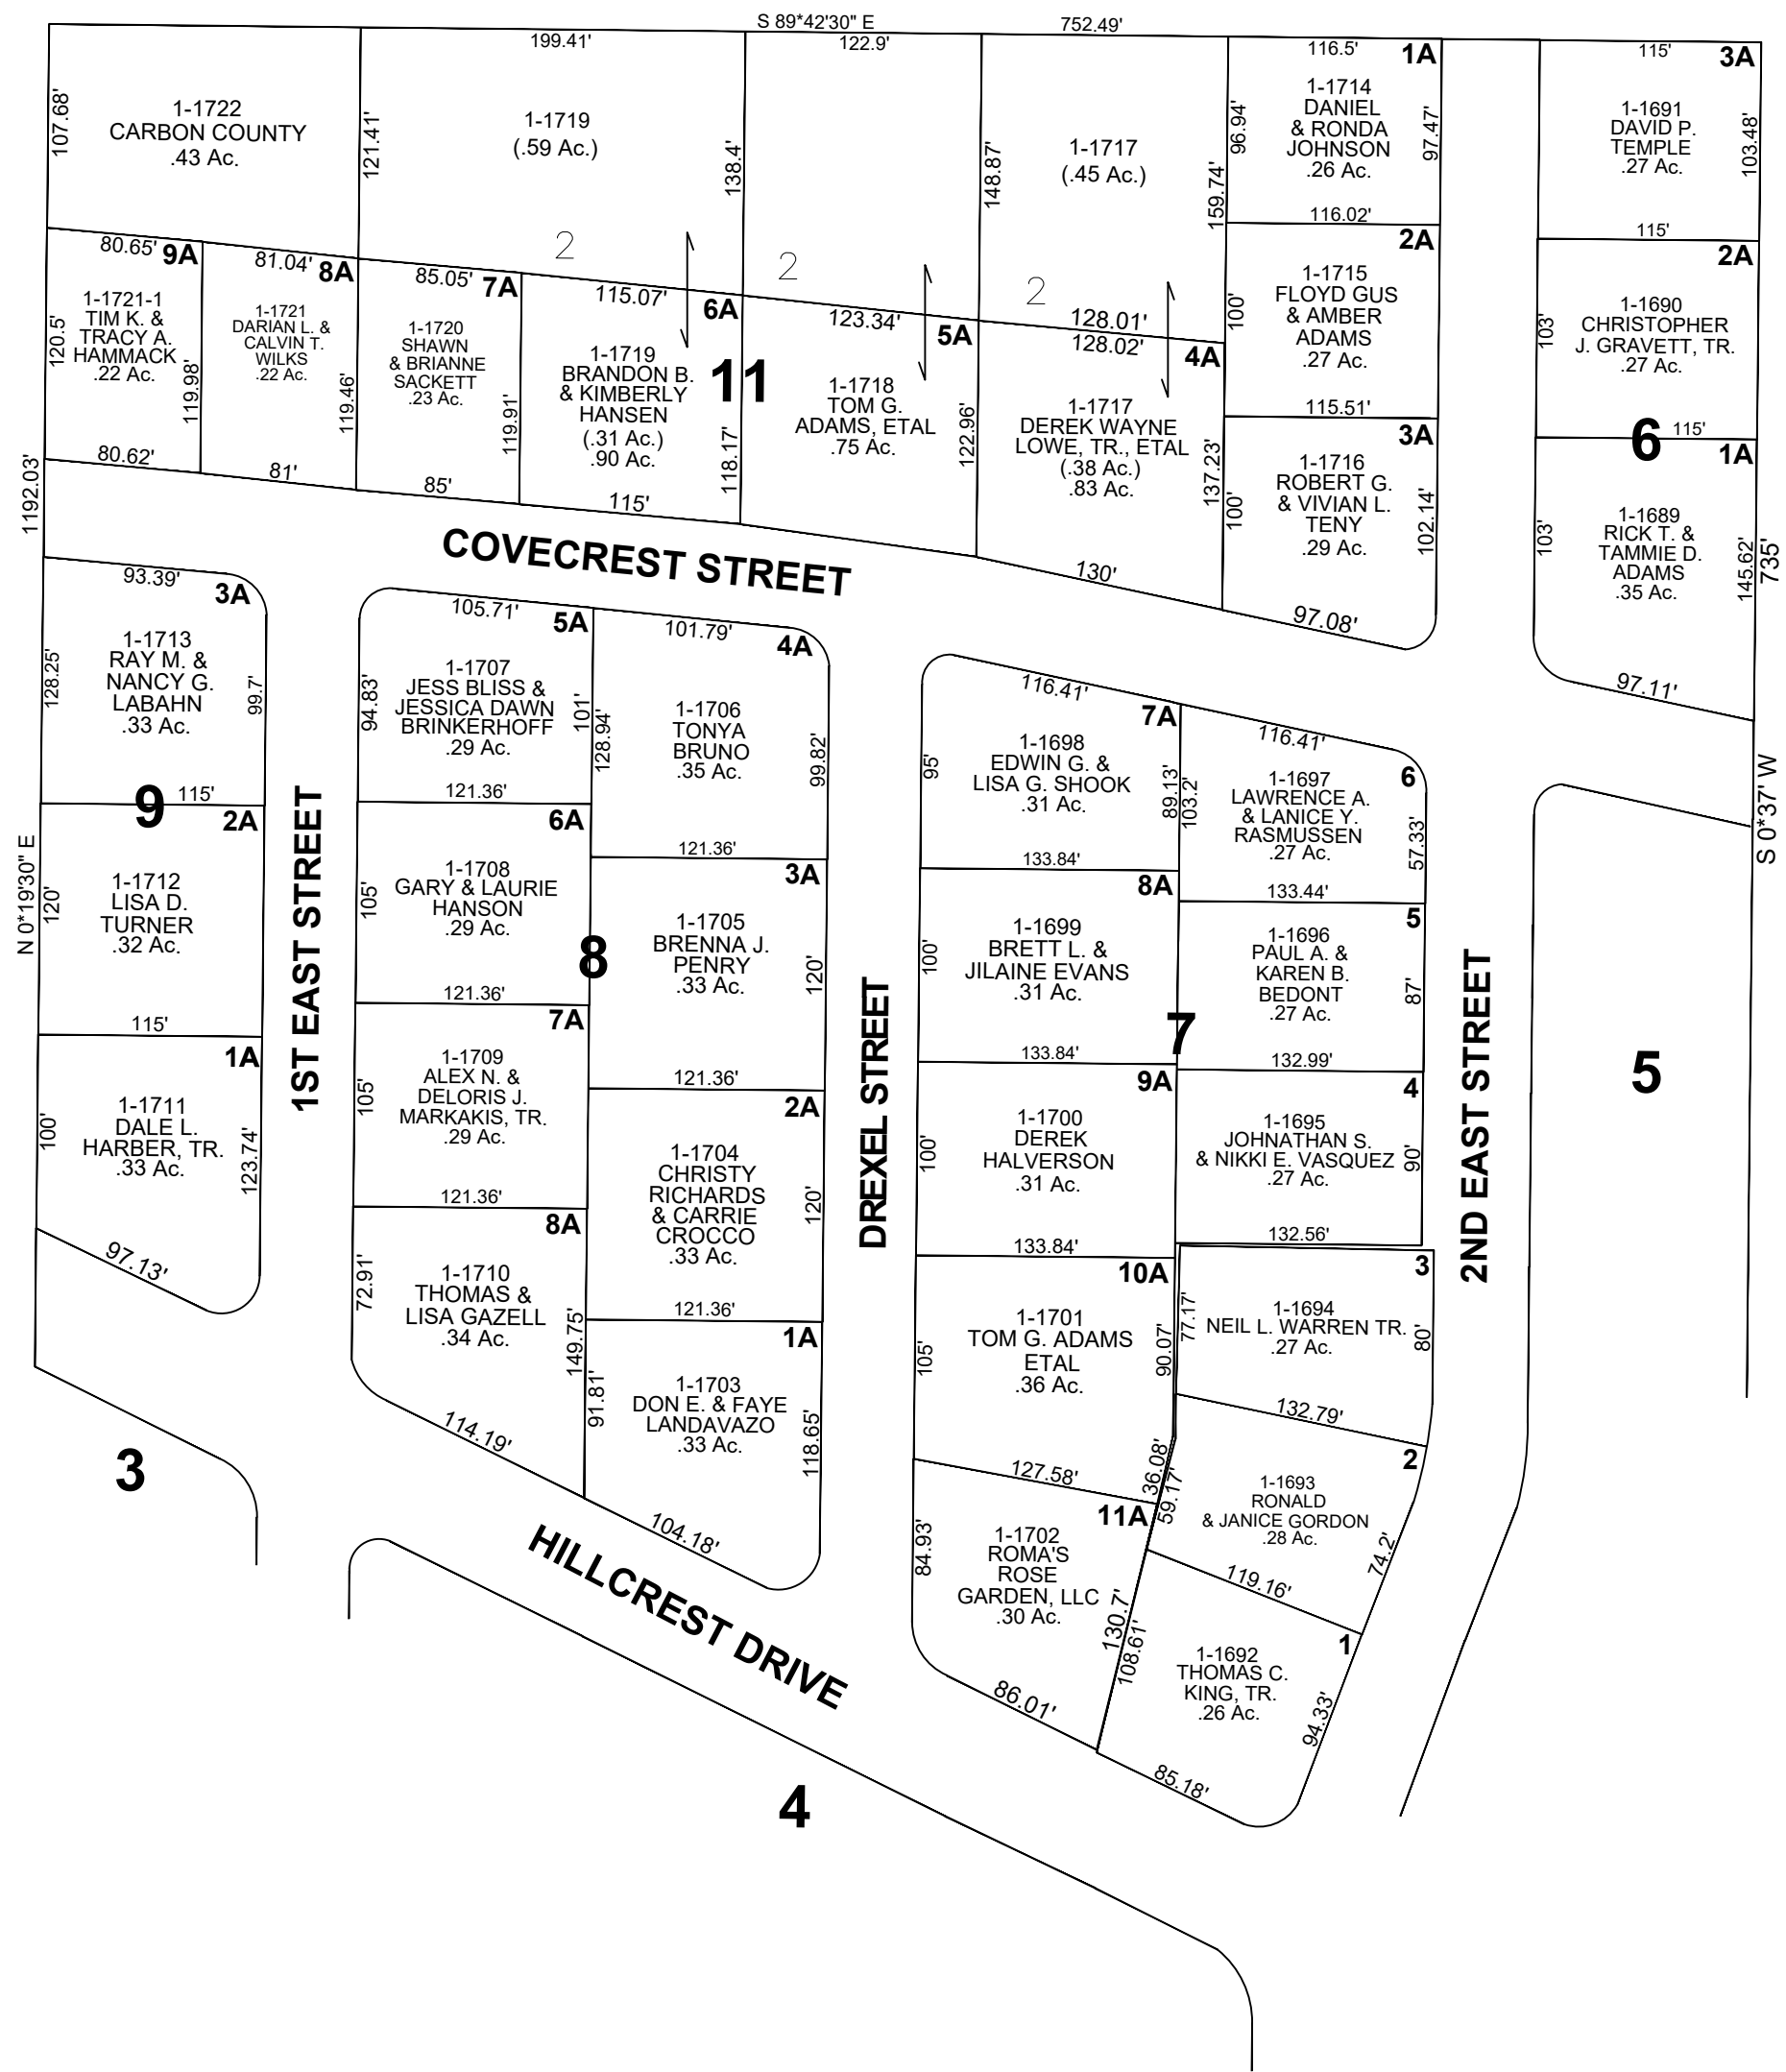 S 89*42'30" E
752.49'
199.41'
122.9'
116.5'
1A
115'
3A
107.68'
1-1722
CARBON COUNTY
.43 Ac.
121.41'
1-1719
(.59 Ac.)
138.4'
148.87'
1-1717
(.45 Ac.)
159.74'
96.94'
1-1714
DANIEL
& RONDA
JOHNSON
.26 Ac.
97.47'
116.02'
1-1691
DAVID P.
TEMPLE
.27 Ac.
103.48'
115'
2
2
2
80.65'
9A
1-1721-1
TIM K. &
TRACY A.
HAMMACK
.22 Ac.
120.5'
119.98'
80.62'
81.04'
8A
1-1721
DARIAN L. &
CALVIN T.
WILKS
.22 Ac.
119.46'
81'
85.05'
7A
1-1720
SHAWN
& BRIANNE
SACKETT
.23 Ac.
119.91'
85'
115.07'
6A
1-1719
BRANDON B.
& KIMBERLY
HANSEN
(.31 Ac.)
.90 Ac.
118.17'
115'
11
123.34'
5A
1-1718
TOM G.
ADAMS, ETAL
.75 Ac.
122.96'
128.01'
128.02'
4A
1-1717
DEREK WAYNE
LOWE, TR., ETAL
(.38 Ac.)
.83 Ac.
137.23'
130'
2A
1-1715
FLOYD GUS
& AMBER
ADAMS
.27 Ac.
100'
115.51'
3A
1-1716
ROBERT G.
& VIVIAN L.
TENY
.29 Ac.
100'
102.14'
97.08'
2A
1-1690
CHRISTOPHER
J. GRAVETT, TR.
.27 Ac.
103'
115'
6
1A
1-1689
RICK T. &
TAMMIE D.
ADAMS
.35 Ac.
103'
145.62'
735'
97.11'
S 0*37' W
1192.03'
N 0*19'30" E
COVECREST STREET
93.39'
3A
1-1713
RAY M. &
NANCY G.
LABAHN
.33 Ac.
128.25'
99.7'
115'
9
2A
1-1712
LISA D.
TURNER
.32 Ac.
120'
115'
1A
1-1711
DALE L.
HARBER, TR.
.33 Ac.
100'
123.74'
97.13'
3
1ST EAST STREET
105.71'
5A
1-1707
JESS BLISS &
JESSICA DAWN
BRINKERHOFF
.29 Ac.
94.83'
101'
121.36'
6A
1-1708
GARY & LAURIE
HANSON
.29 Ac.
105'
121.36'
8
7A
1-1709
ALEX N. &
DELORIS J.
MARKAKIS, TR.
.29 Ac.
105'
121.36'
8A
1-1710
THOMAS &
LISA GAZELL
.34 Ac.
72.91'
149.75'
114.19'
101.79'
4A
1-1706
TONYA
BRUNO
.35 Ac.
128.94'
99.82'
121.36'
3A
1-1705
BRENNA J.
PENRY
.33 Ac.
120'
121.36'
2A
1-1704
CHRISTY
RICHARDS
& CARRIE
CROCCO
.33 Ac.
120'
121.36'
1A
1-1703
DON E. & FAYE
LANDAVAZO
.33 Ac.
91.81'
118.65'
104.18'
DREXEL STREET
116.41'
7A
1-1698
EDWIN G. &
LISA G. SHOOK
.31 Ac.
95'
89.13'
133.84'
8A
1-1699
BRETT L. &
JILAINE EVANS
.31 Ac.
100'
133.84'
7
9A
1-1700
DEREK
HALVERSON
.31 Ac.
100'
133.84'
10A
1-1701
TOM G. ADAMS
ETAL
.36 Ac.
105'
90.07'
36.08'
127.58'
11A
1-1702
ROMA'S
ROSE
GARDEN, LLC
.30 Ac.
84.93'
130.7'
86.01'
116.41'
6
1-1697
LAWRENCE A.
& LANICE Y.
RASMUSSEN
.27 Ac.
103.2'
57.33'
133.44'
5
1-1696
PAUL A. &
KAREN B.
BEDONT
.27 Ac.
87'
132.99'
4
1-1695
JOHNATHAN S.
& NIKKI E. VASQUEZ
.27 Ac.
90'
132.56'
3
1-1694
NEIL L. WARREN TR.
.27 Ac.
77.17'
80'
132.79'
2
1-1693
RONALD
& JANICE GORDON
.28 Ac.
59.17'
74.2'
119.16'
1
1-1692
THOMAS C.
KING, TR.
.26 Ac.
108.61'
94.33'
85.18'
2ND EAST STREET
5
HILLCREST DRIVE
4